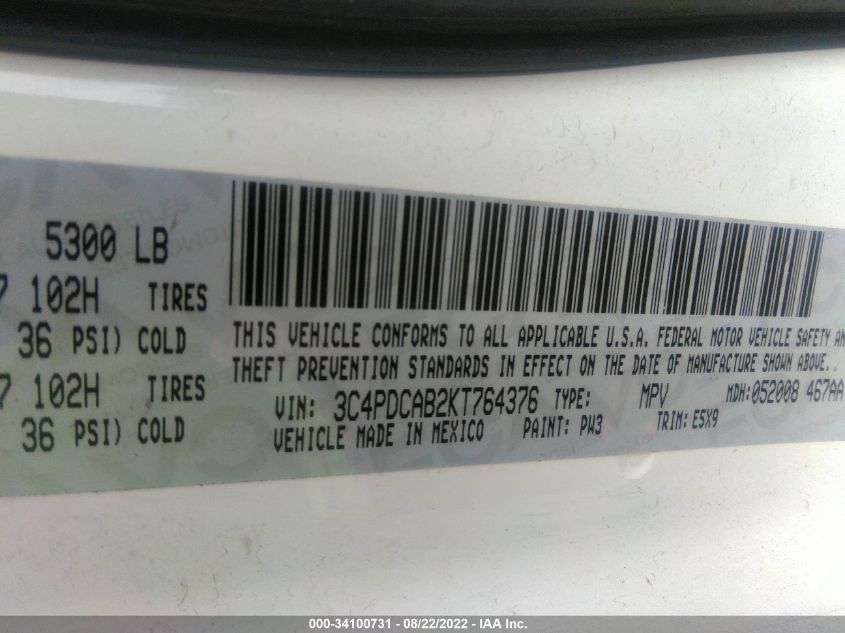 5300 LB
7 102H TIRES
36 PSI) COLD
7 102H TIRES
36 PSI) COLD
THIS VEHICLE CONFORMS TO ALL APPLICABLE U.S.A. FEDERAL MOTOR VEHICLE SAFETY AN
THEFT PREVENTION STANDARDS IN EFFECT ON THE DATE OF MANUFACTURE SHOWN ABOVE.
VIN: 3C4PDCAB2KT764376 TYPE: MPV MDH:052008 467AA
VEHICLE MADE IN MEXICO PAINT: PW3 TRIM: E5X9
000-34100731 - 08/22/2022 - IAA Inc.